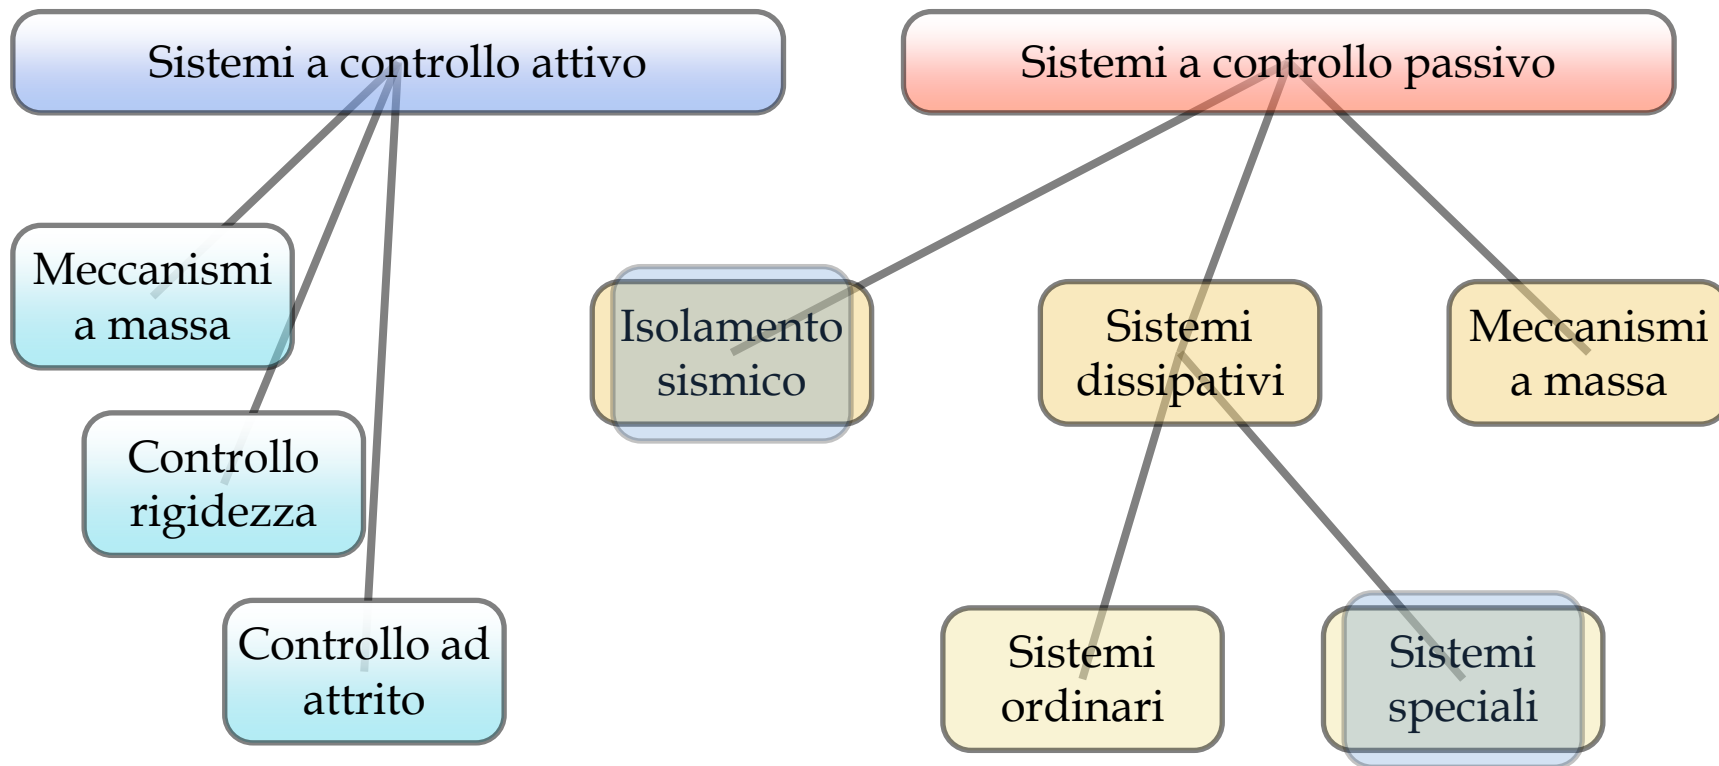 Sistemi a controllo attivo
Sistemi a controllo passivo
Meccanismi
a massa
Controllo
rigidezza
Controllo ad
attrito
Isolamento
sismico
Sistemi
dissipativi
Meccanismi
a massa
Sistemi
ordinari
Sistemi
speciali